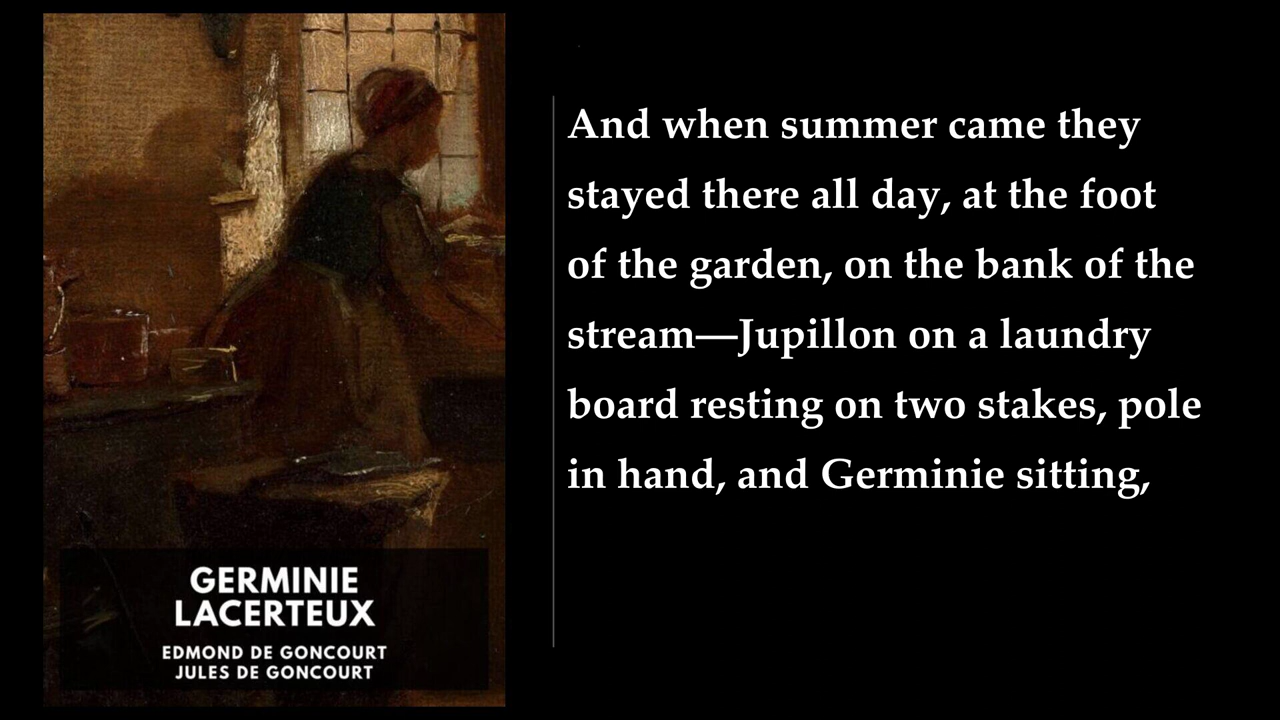 And when summer came they
stayed there all day, at the foot
of the garden, on the bank of the
stream—Jupillon on a laundry
board resting on two stakes, pole
in hand, and Germinie sitting,
GERMINIE
LACERTEUX
EDMOND DE GONCOURT
JULES DE GONCOURT